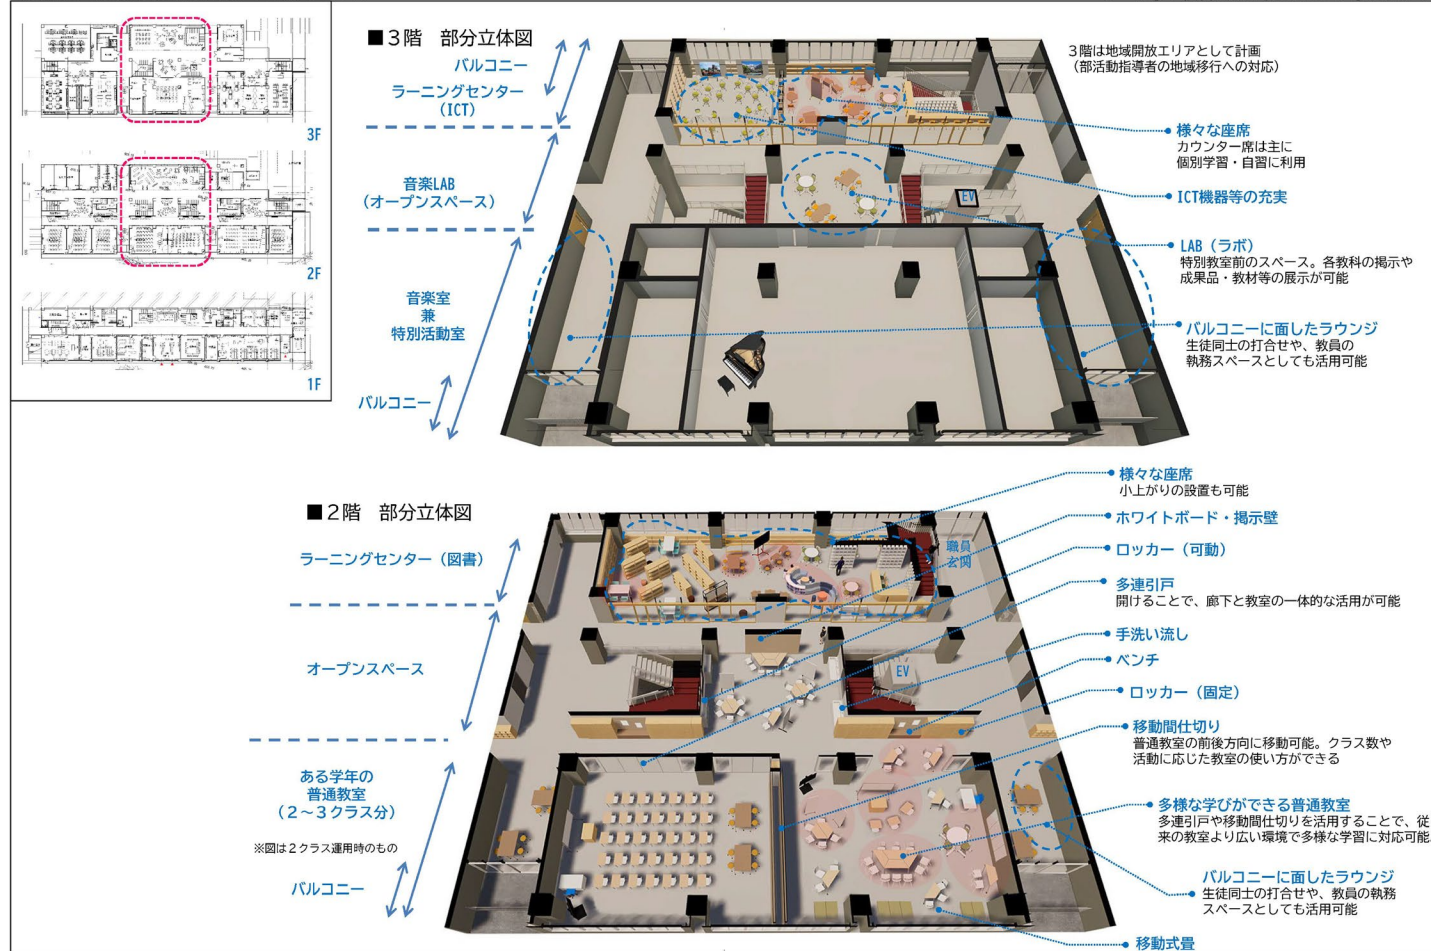 3F
2F
1F
■３階　部分立体図
バルコニー
ラーニングセンター
（ICT）
音楽LAB
（オープンスペース）
音楽室
兼
特別活動室
バルコニー
EV
３階は地域開放エリアとして計画
（部活動指導者の地域移行への対応）
様々な座席
カウンター席は主に
個別学習・自習に利用
ICT機器等の充実
LAB（ラボ）
特別教室前のスペース。各教科の掲示や
成果品・教材等の展示が可能
バルコニーに面したラウンジ
生徒同士の打合せや、教員の
執務スペースとしても活用可能
■２階　部分立体図
ラーニングセンター（図書）
オープンスペース
ある学年の
普通教室
（２～３クラス分）
※図は２クラス運用時のもの
バルコニー
職員
玄関
EV
様々な座席
小上がりの設置も可能
ホワイトボード・掲示壁
ロッカー（可動）
多連引戸
開けることで、廊下と教室の一体的な活用が可能
手洗い流し
ベンチ
ロッカー（固定）
移動間仕切り
普通教室の前後方向に移動可能。クラス数や
活動に応じた教室の使い方ができる
多様な学びができる普通教室
多連引戸や移動間仕切りを活用することで、従
来の教室より広い環境で多様な学習に対応可能
バルコニーに面したラウンジ
生徒同士の打合せや、教員の執務
スペースとしても活用可能
移動式畳